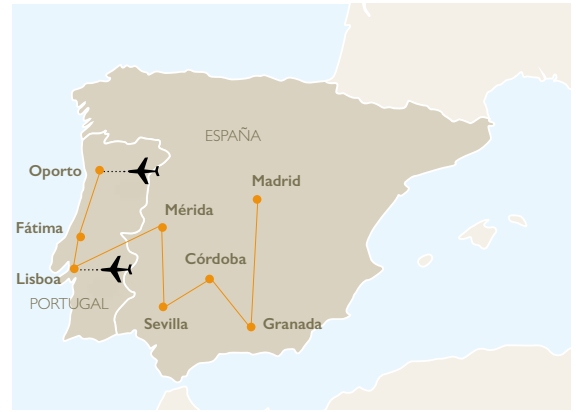 ESPAÑA
Oporto
Madrid
Mérida
Fátima
Córdoba
Lisboa
PORTUGAL
Sevilla
Granada